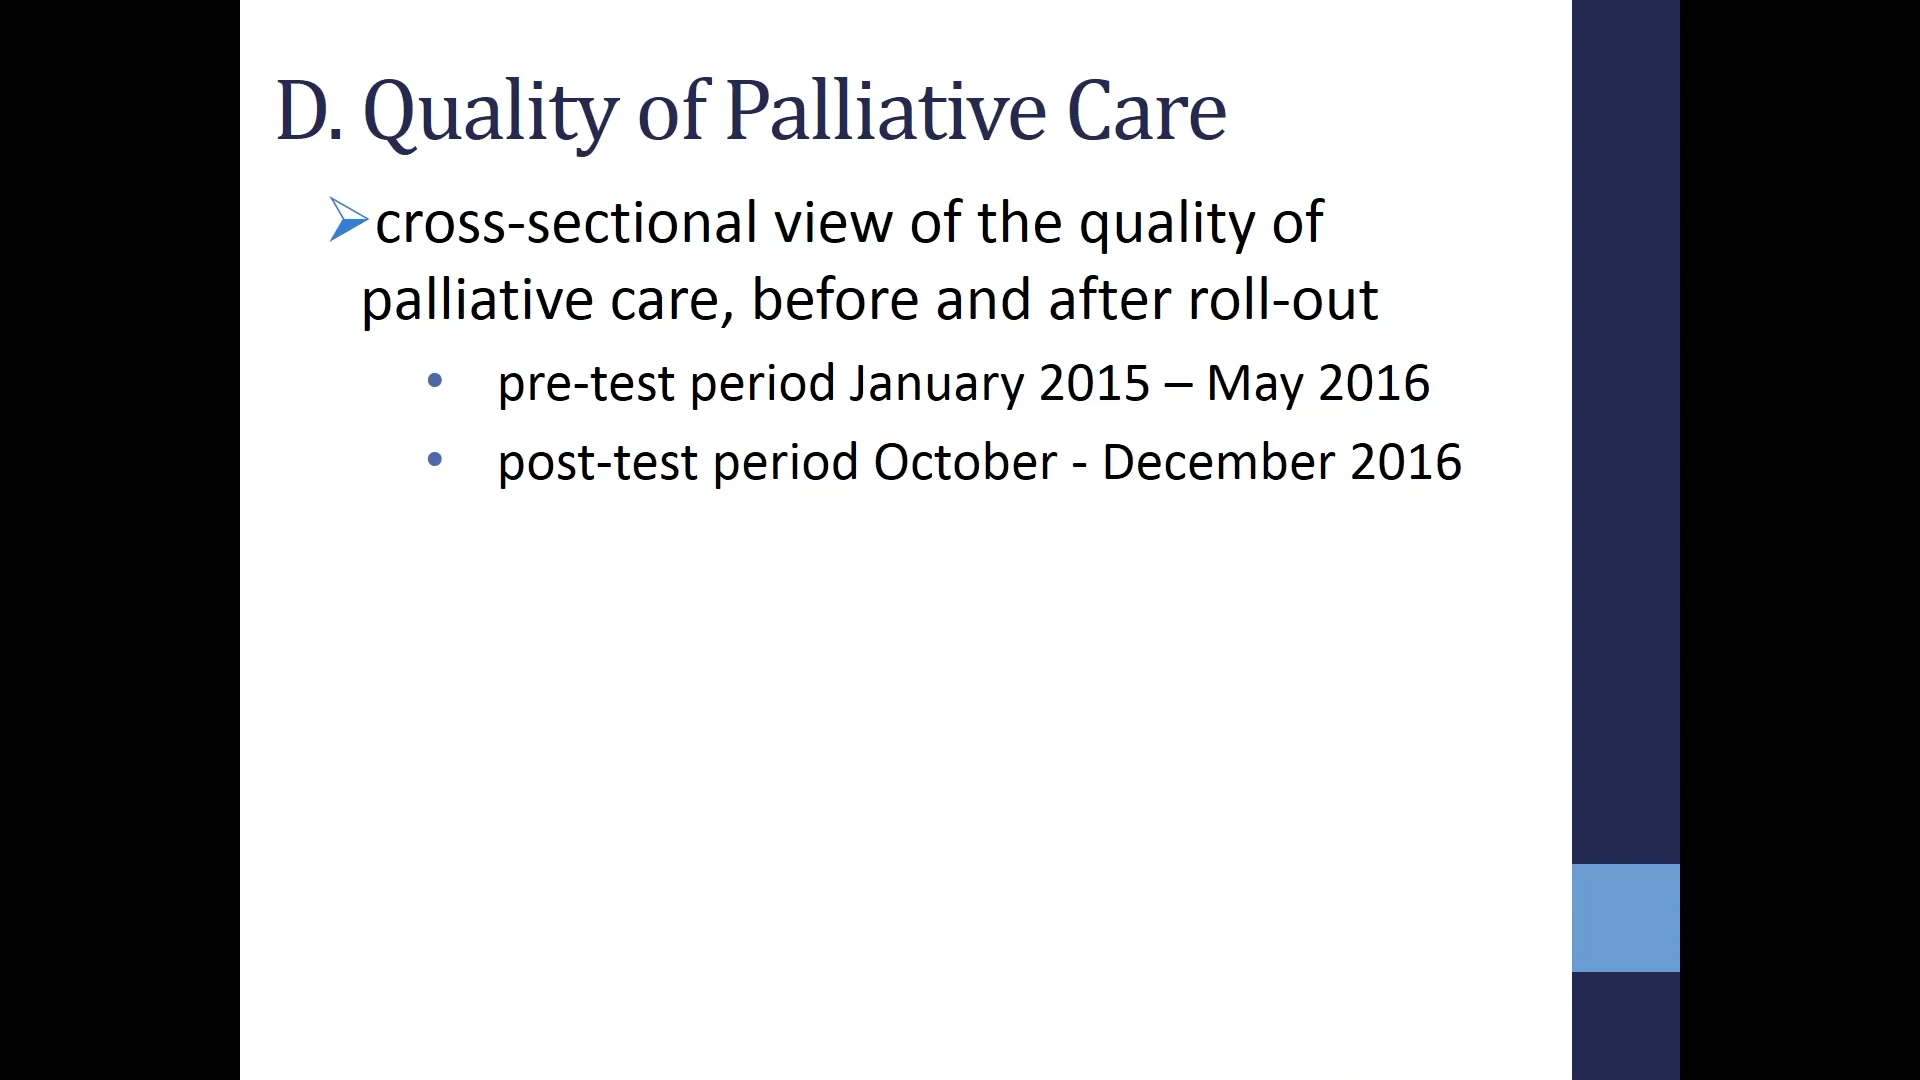 D. Quality of Palliative Care
cross-sectional view of the quality of
palliative care, before and after roll-out
• pre-test period January 2015 – May 2016
• post-test period October - December 2016